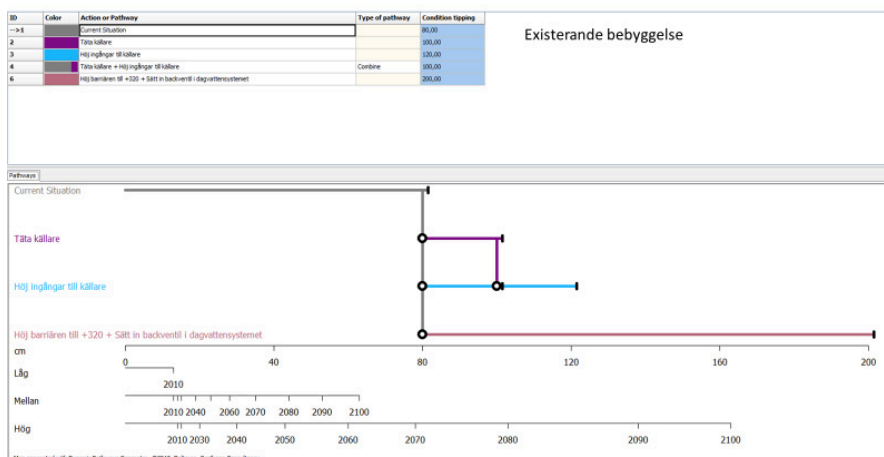 ID Color Action or Pathway Type of pathway Condition tipping
-->1 Current Situation 80,00
2 Täta källare 100,00
3 Höj ingångar till källare 120,00
4 Täta källare + Höj ingångar till källare Combine 100,00
6 Höj barriären till +320 + Sätt in backventil i dagvattensystemet 200,00
Existerande bebyggelse
Pathways
Current Situation
Täta källare
Höj ingångar till källare
Höj barriären till +320 + Sätt in backventil i dagvattensystemet
cm
0 40 80 120 160 200
Låg
2010
Mellan
2010 2040 2060 2070 2080 2090 2100
Hög
2010 2030 2040 2050 2060 2070 2080 2090 2100